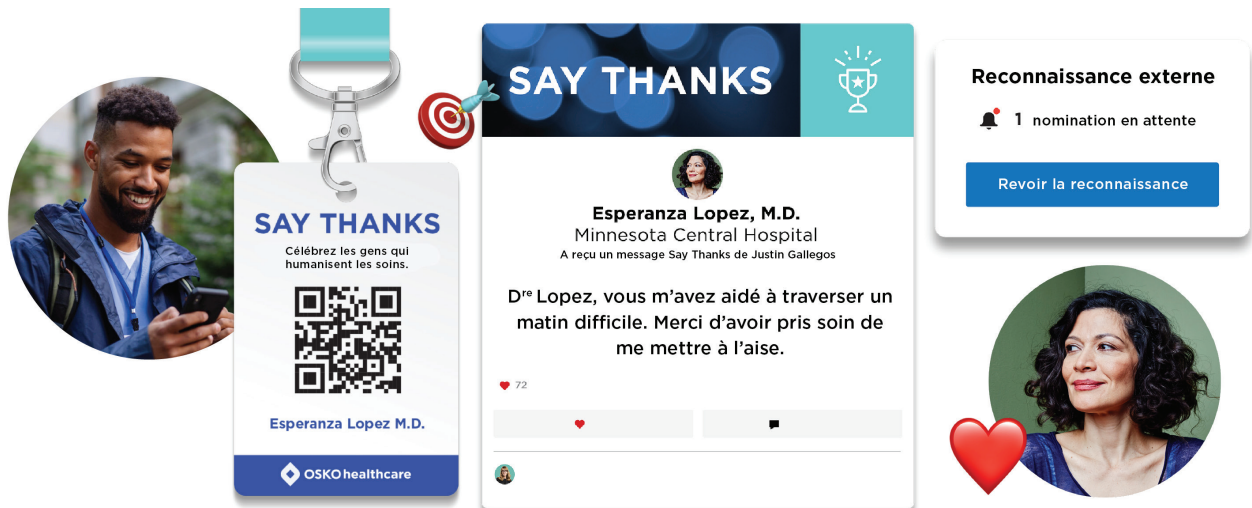 SAY THANKS
Célébrez les gens qui
humanisent les soins.
Esperanza Lopez M.D.
OSKO healthcare
SAY THANKS
Esperanza Lopez, M.D.
Minnesota Central Hospital
A reçu un message Say Thanks de Justin Gallegos
Dʳᵉ Lopez, vous m’avez aidé à traverser un
matin difficile. Merci d’avoir pris soin de
me mettre à l’aise.
72
Reconnaissance externe
1 nomination en attente
Revoir la reconnaissance